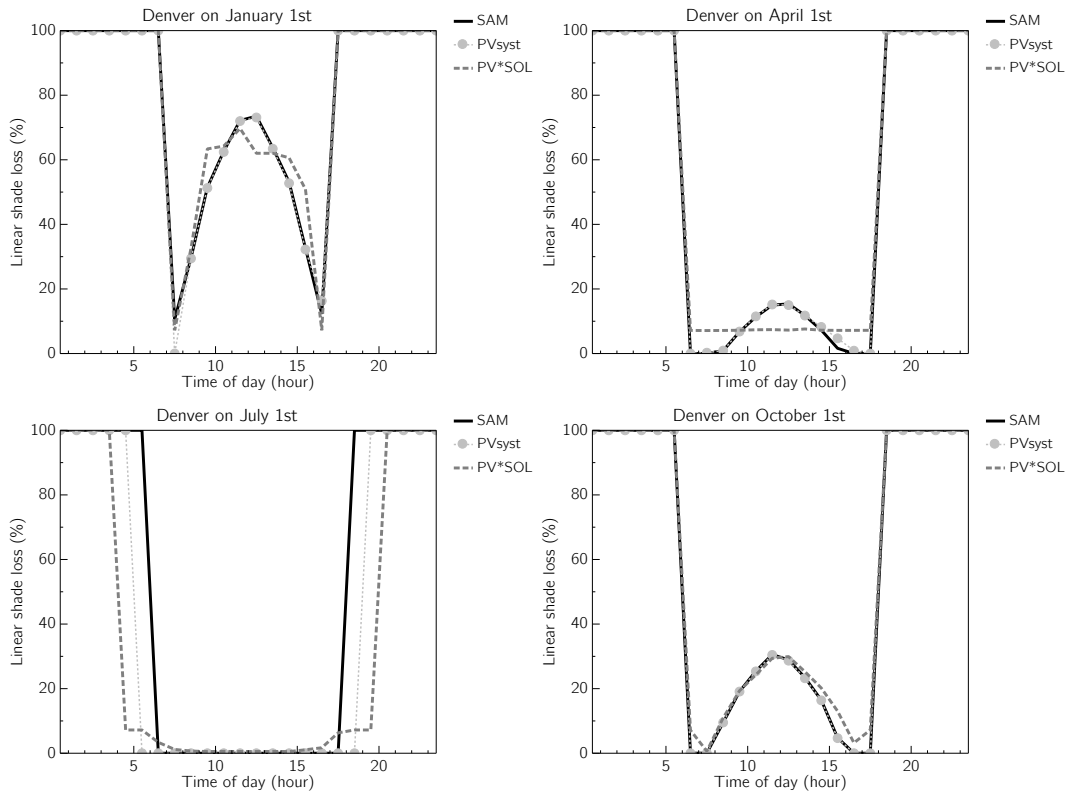 Denver on January 1st
SAM
PVsyst
PV*SOL
Linear shade loss (%)
100
80
60
40
20
0
5 10 15 20
Time of day (hour)
Denver on April 1st
SAM
PVsyst
PV*SOL
Linear shade loss (%)
100
80
60
40
20
0
5 10 15 20
Time of day (hour)
Denver on July 1st
SAM
PVsyst
PV*SOL
Linear shade loss (%)
100
80
60
40
20
0
5 10 15 20
Time of day (hour)
Denver on October 1st
SAM
PVsyst
PV*SOL
Linear shade loss (%)
100
80
60
40
20
0
5 10 15 20
Time of day (hour)